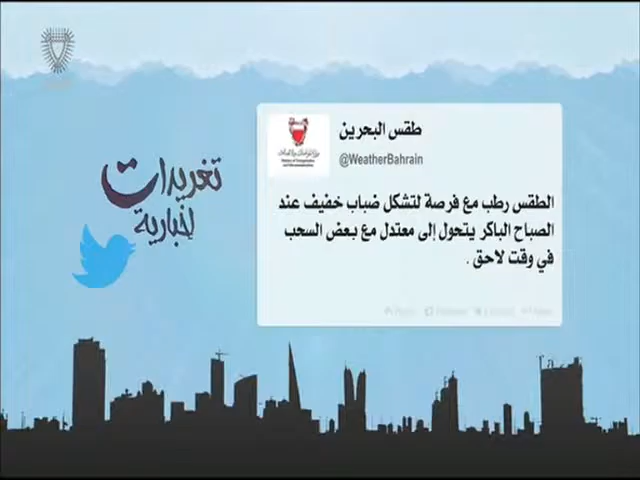 تغريدات
إخبارية
طقس البحرين
@WeatherBahrain
الطقس رطب مع فرصة لتشكل ضباب خفيف عند
الصباح الباكر يتحول إلى معتدل مع بعض السحب
في وقت لاحق .